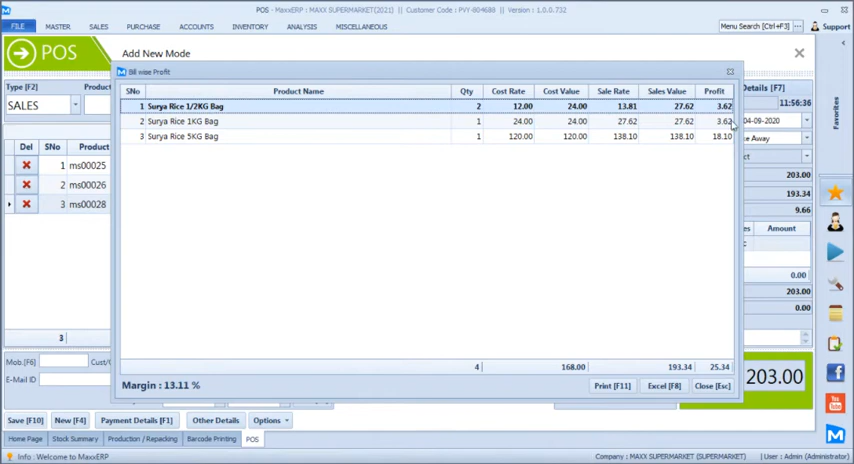 POS - MaxxERP : MAXX SUPERMARKET(2021) || Customer Code : PVY-804688 || Version : 1.0.0.732
FILE MASTER SALES PURCHASE ACCOUNTS INVENTORY ANALYSIS MISCELLANEOUS Menu Search [Ctrl+F3] ... Support
POS Add New Mode
Bill wise Profit
Type [F2] Product Details [F7]
SALES 11:56:36
SNo Product Name Qty Cost Rate Cost Value Sale Rate Sales Value Profit
1 Surya Rice 1/2KG Bag 2 12.00 24.00 13.81 27.62 3.62
2 Surya Rice 1KG Bag 1 24.00 24.00 27.62 27.62 3.62
3 Surya Rice 5KG Bag 1 120.00 120.00 138.10 138.10 18.10
04-09-2020
ke Away
ct
Favorites
Del SNo Product
1 ms00025
2 ms00026
3 ms00028
203.00
193.34
9.66
es Amount
c
0.00
203.00
0.00
3
4 168.00 193.34 25.34
Margin : 13.11 % Print [F11] Excel [F8] Close [Esc]
Mob.[F6] Cust/C
E-Mail ID
203.00
Save [F10] New [F4] Payment Details [F1] Other Details Options
Home Page Stock Summary Production / Repacking Barcode Printing POS
You
Info : Welcome to MaxxERP Company : MAXX SUPERMARKET (SUPERMARKET) User : Admin (Administrator)